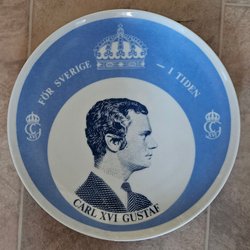 FÖR SVERIGE — I TIDEN
CARL XVI GUSTAF